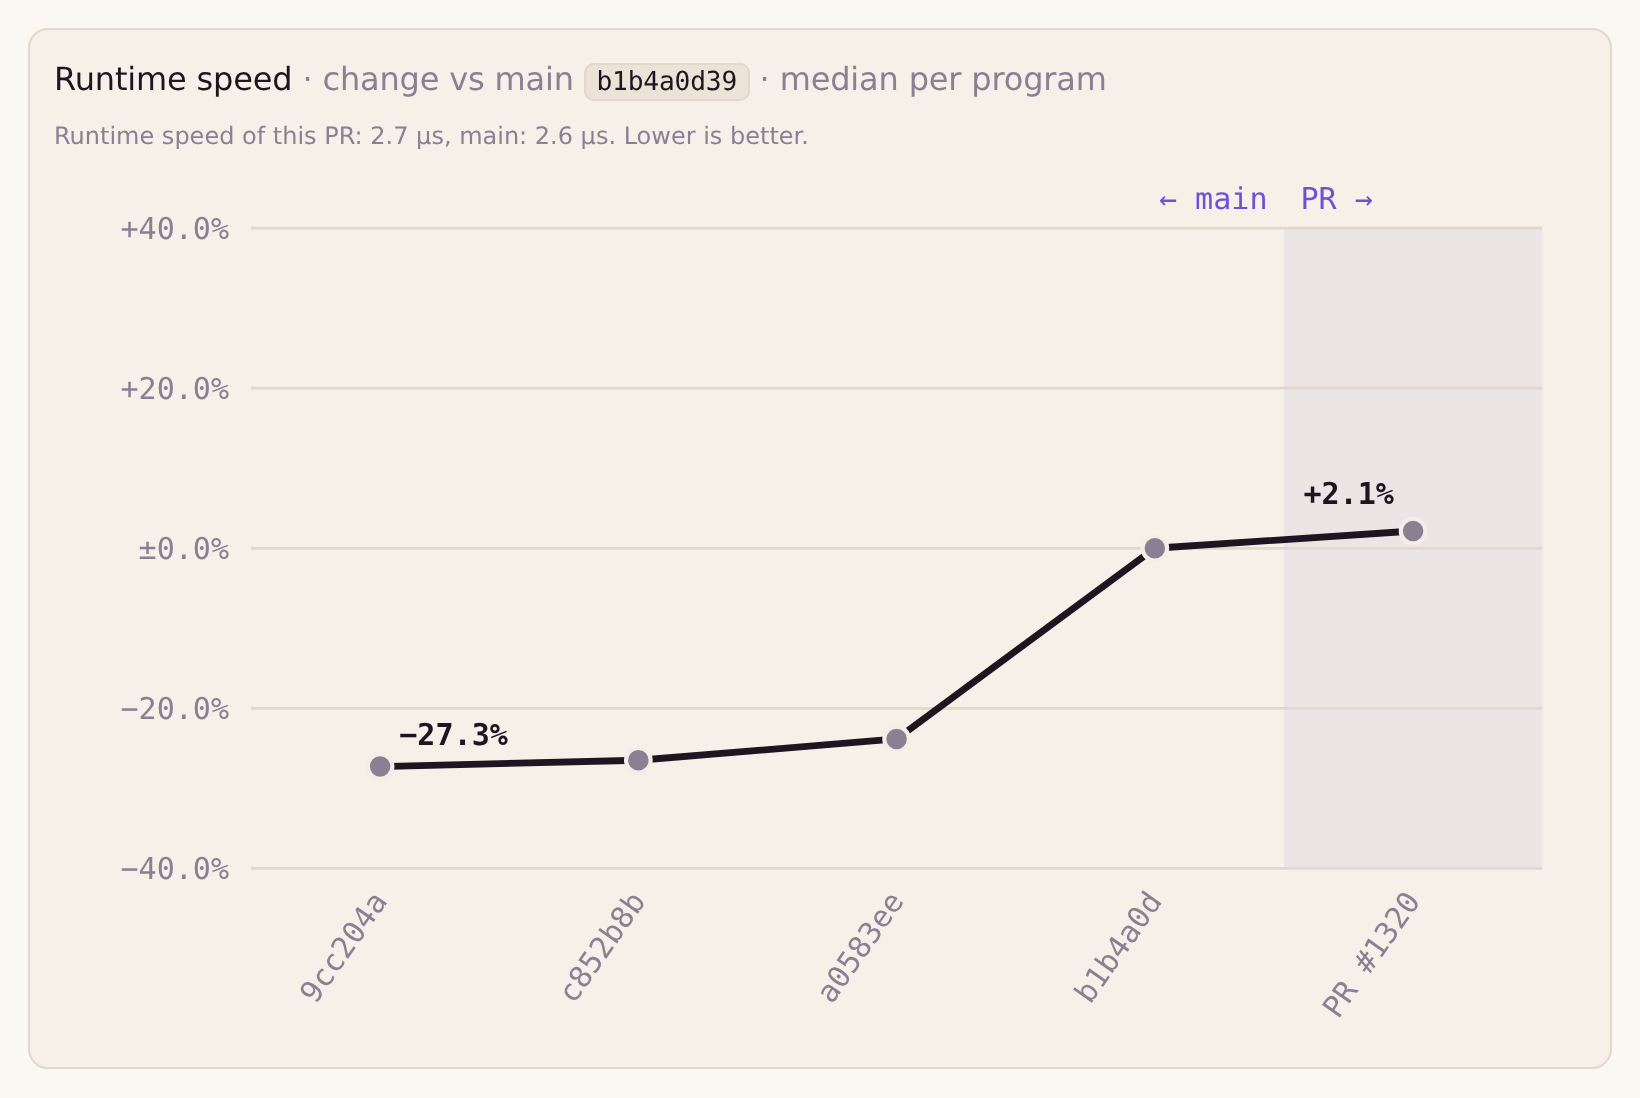 Runtime speed · change vs main b1b4a0d39 · median per program
Runtime speed of this PR: 2.7 µs, main: 2.6 µs. Lower is better.
← main PR →
+40.0%
+20.0%
+2.1%
±0.0%
−20.0%
−27.3%
−40.0%
9cc204a
c852b8b
a0583ee
b1b4a0d
PR #1320